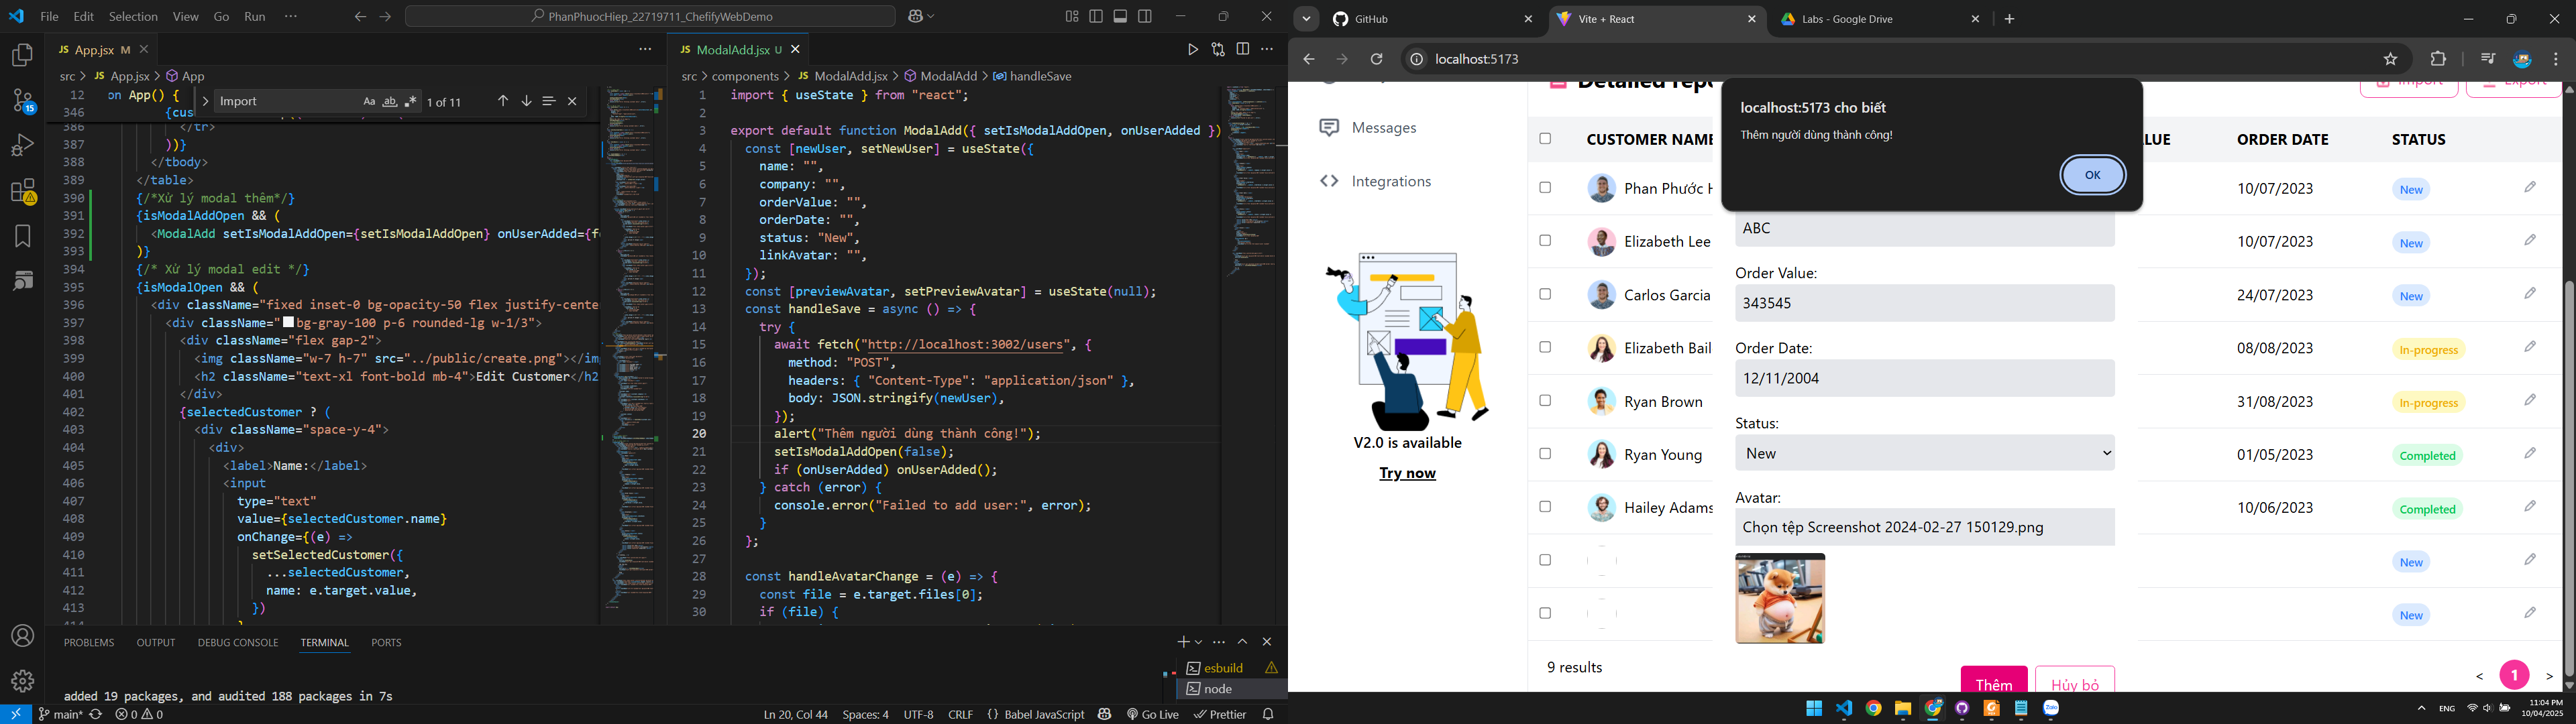 File Edit Selection View Go Run ···
PhanPhuocHiep_22719711_ChefifyWebDemo
JS App.jsx M
src > JS App.jsx > App
Import
Aa ab .*
1 of 11
12 on App() {
346
386 </tr>
387 ))}
388 </tbody>
389 </table>
390 {/*Xử lý modal thêm*/}
391 {isModalAddOpen && (
392 <ModalAdd setIsModalAddOpen={setIsModalAddOpen} onUserAdded={f
393 )}
394 {/* Xử lý modal edit */}
395 {isModalOpen && (
396 <div className="fixed inset-0 bg-opacity-50 flex justify-cente
397 <div className="bg-gray-100 p-6 rounded-lg w-1/3">
398 <div className="flex gap-2">
399 <img className="w-7 h-7" src="../public/create.png"></im
400 <h2 className="text-xl font-bold mb-4">Edit Customer</h2
401 </div>
402 {selectedCustomer ? (
403 <div className="space-y-4">
404 <div>
405 <label>Name:</label>
406 <input
407 type="text"
408 value={selectedCustomer.name}
409 onChange={(e) =>
410 setSelectedCustomer({
411 ...selectedCustomer,
412 name: e.target.value,
413 })
JS ModalAdd.jsx U
src > components > JS ModalAdd.jsx > ModalAdd > handleSave
1 import { useState } from "react";
2
3 export default function ModalAdd({ setIsModalAddOpen, onUserAdded })
4 const [newUser, setNewUser] = useState({
5 name: "",
6 company: "",
7 orderValue: "",
8 orderDate: "",
9 status: "New",
10 linkAvatar: "",
11 });
12 const [previewAvatar, setPreviewAvatar] = useState(null);
13 const handleSave = async () => {
14 try {
15 await fetch("http://localhost:3002/users", {
16 method: "POST",
17 headers: { "Content-Type": "application/json" },
18 body: JSON.stringify(newUser),
19 });
20 alert("Thêm người dùng thành công!");
21 setIsModalAddOpen(false);
22 if (onUserAdded) onUserAdded();
23 } catch (error) {
24 console.error("Failed to add user:", error);
25 }
26 };
27
28 const handleAvatarChange = (e) => {
29 const file = e.target.files[0];
30 if (file) {
15
PROBLEMS OUTPUT DEBUG CONSOLE TERMINAL PORTS
added 19 packages, and audited 188 packages in 7s
esbuild
node
main* 0 0
Ln 20, Col 44 Spaces: 4 UTF-8 CRLF {} Babel JavaScript Go Live Prettier
GitHub
Vite + React
Labs - Google Drive
localhost:5173
Detailed repo
Import
Export
localhost:5173 cho biết
Thêm người dùng thành công!
OK
Messages
Integrations
V2.0 is available
Try now
CUSTOMER NAME ALUE ORDER DATE STATUS
Phan Phước H 10/07/2023 New
Elizabeth Lee 10/07/2023 New
Carlos Garcia 24/07/2023 New
Elizabeth Bail 08/08/2023 In-progress
Ryan Brown 31/08/2023 In-progress
Ryan Young 01/05/2023 Completed
Hailey Adams 10/06/2023 Completed
New
New
ABC
Order Value:
343545
Order Date:
12/11/2004
Status:
New
Avatar:
Chọn tệp Screenshot 2024-02-27 150129.png
Thêm
Hủy bỏ
9 results
< 1 >
Zalo
ENG
11:04 PM
10/04/2025